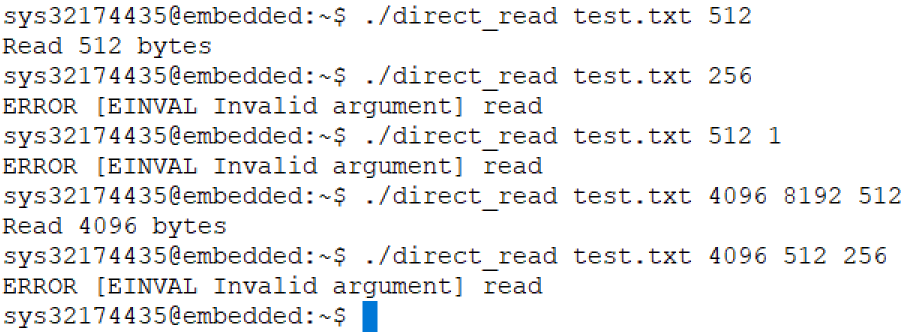 sys32174435@embedded:~$ ./direct_read test.txt 512
Read 512 bytes
sys32174435@embedded:~$ ./direct_read test.txt 256
ERROR [EINVAL Invalid argument] read
sys32174435@embedded:~$ ./direct_read test.txt 512 1
ERROR [EINVAL Invalid argument] read
sys32174435@embedded:~$ ./direct_read test.txt 4096 8192 512
Read 4096 bytes
sys32174435@embedded:~$ ./direct_read test.txt 4096 512 256
ERROR [EINVAL Invalid argument] read
sys32174435@embedded:~$